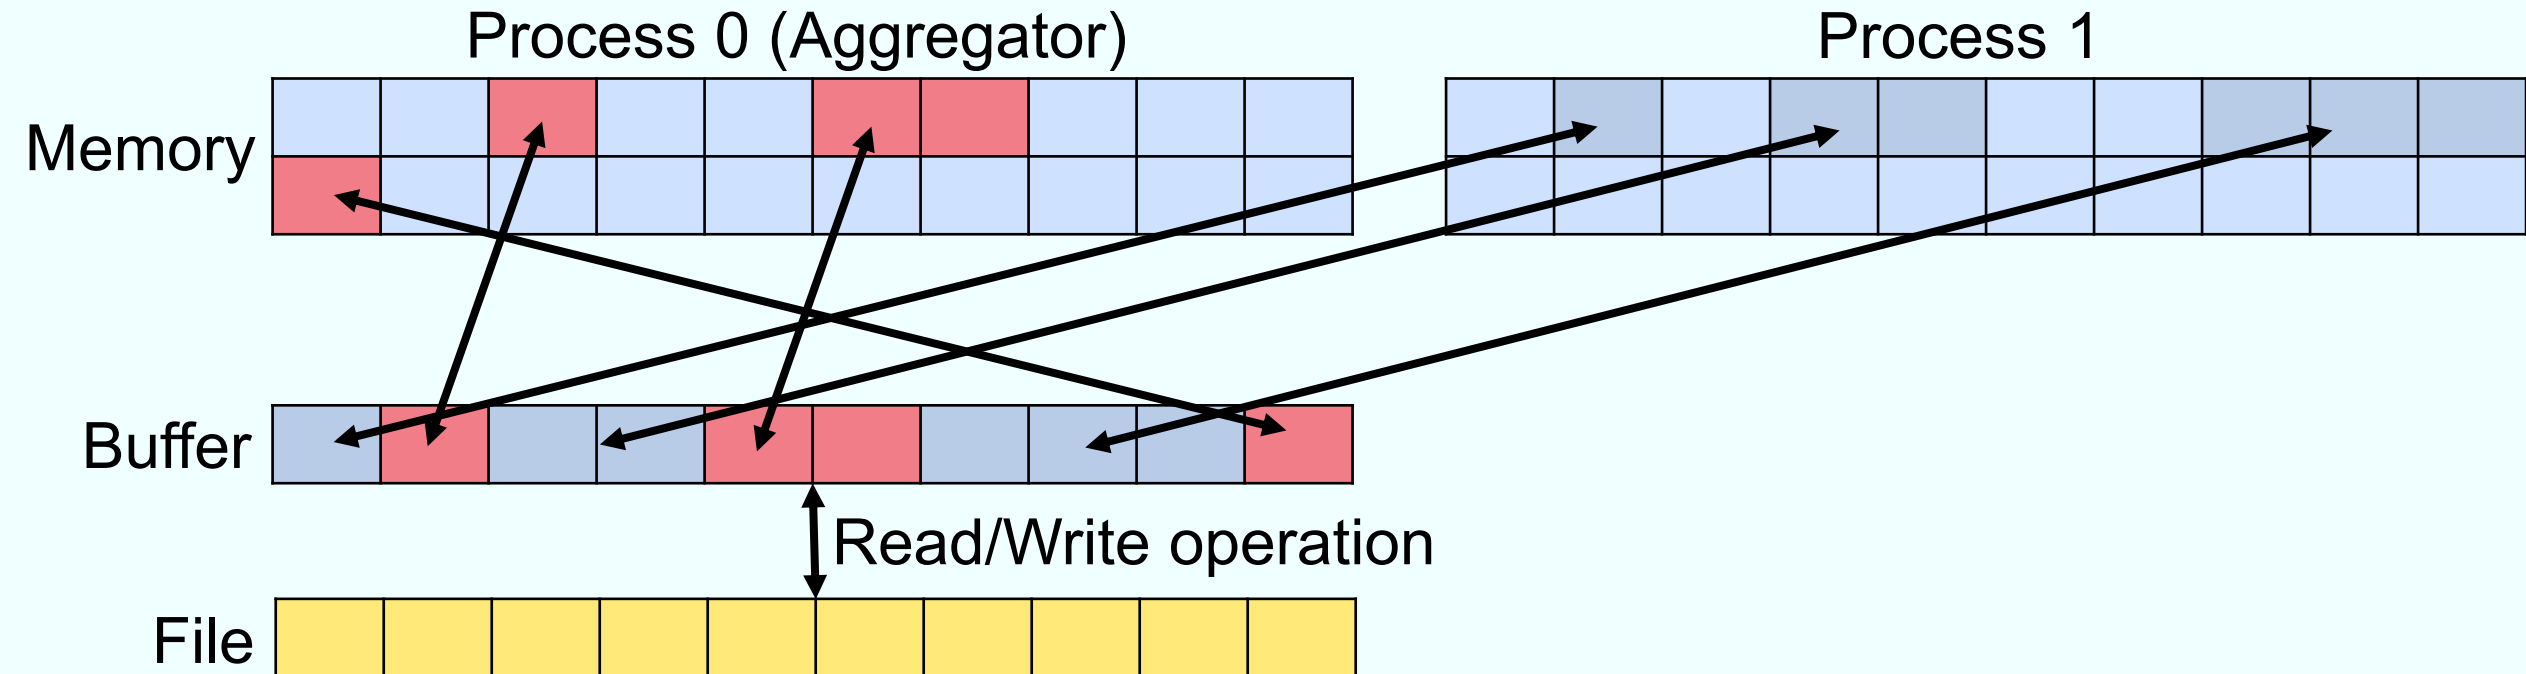 Process 0 (Aggregator)
Process 1
Memory
Buffer
Read/Write operation
File